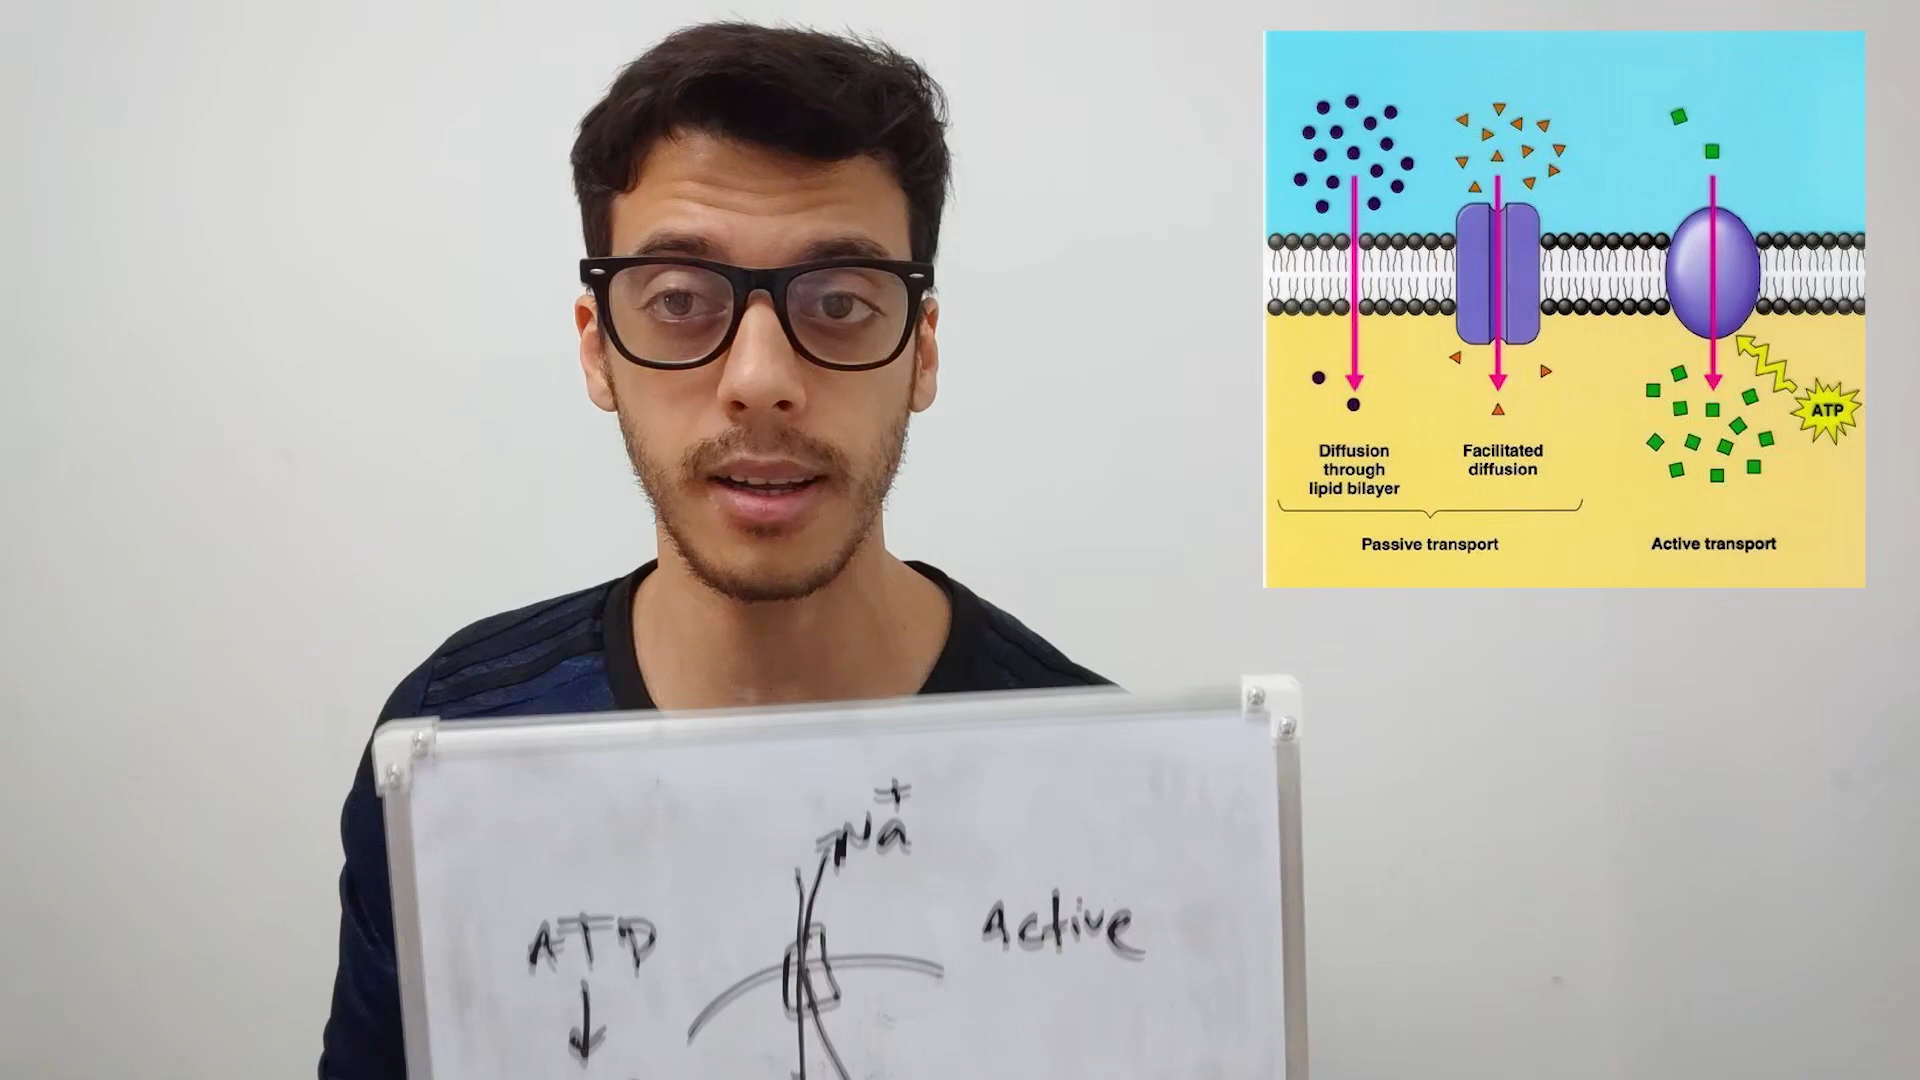 ATP
Diffusion
through
lipid bilayer
Facilitated
diffusion
Passive transport
Active transport
Na+
ATP
Active